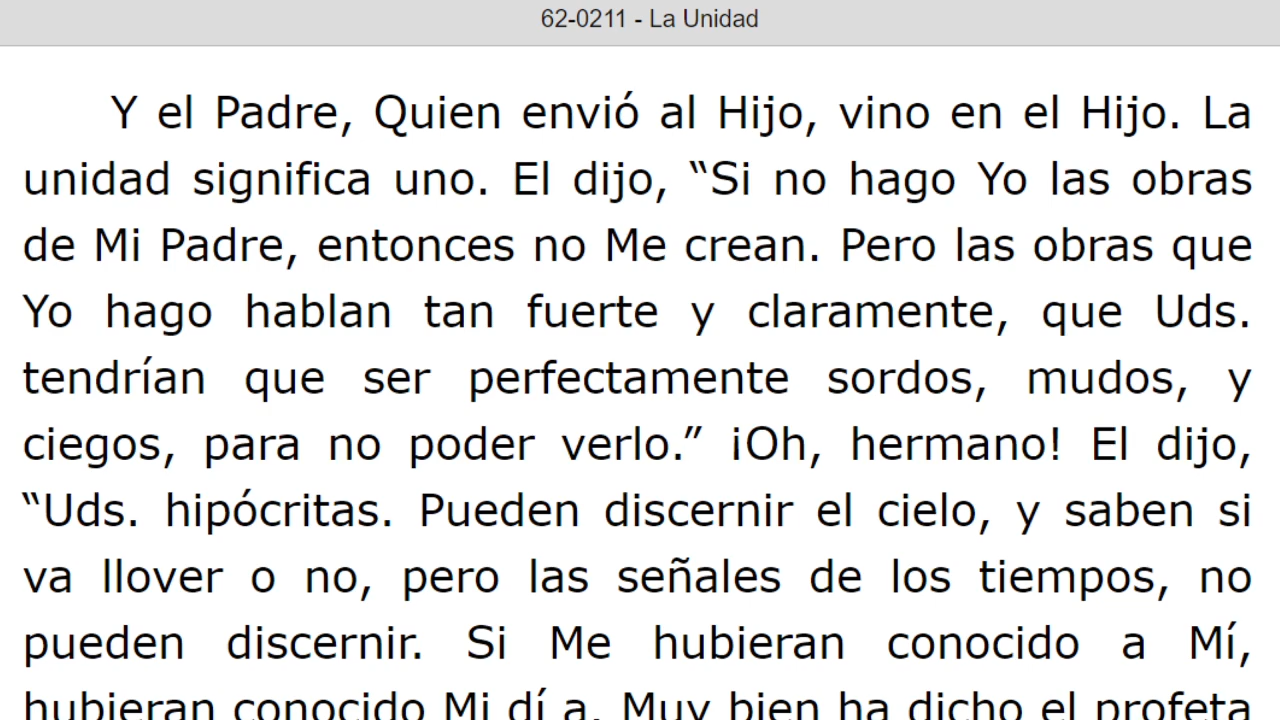 62-0211 - La Unidad
Y el Padre, Quien envió al Hijo, vino en el Hijo. La
unidad significa uno. El dijo, “Si no hago Yo las obras
de Mi Padre, entonces no Me crean. Pero las obras que
Yo hago hablan tan fuerte y claramente, que Uds.
tendrían que ser perfectamente sordos, mudos, y
ciegos, para no poder verlo.” ¡Oh, hermano! El dijo,
“Uds. hipócritas. Pueden discernir el cielo, y saben si
va llover o no, pero las señales de los tiempos, no
pueden discernir. Si Me hubieran conocido a Mí,
hubieran conocido Mi dí a. Muy bien ha dicho el profeta